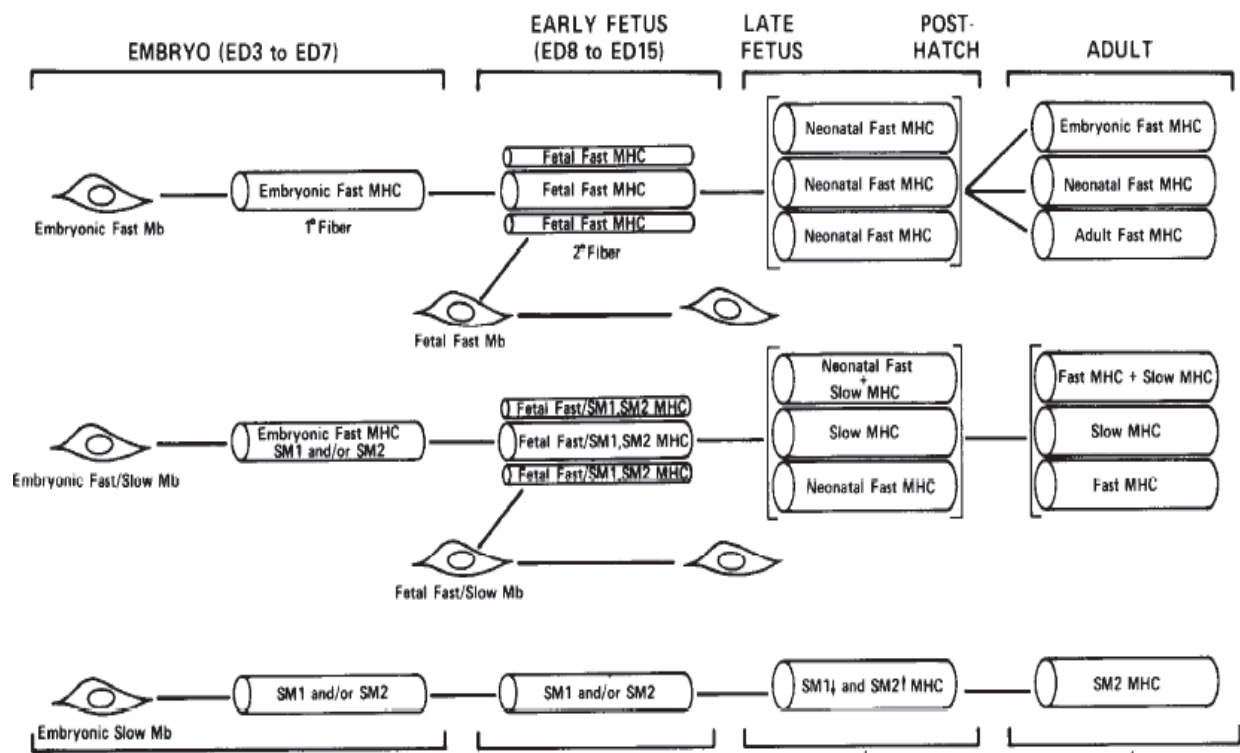 EMBRYO (ED3 to ED7)
EARLY FETUS
(ED8 to ED15)
LATE
FETUS
POST-
HATCH
ADULT
Embryonic Fast Mb
Embryonic Fast MHC
1° Fiber
Fetal Fast MHC
Fetal Fast MHC
Fetal Fast MHC
2° Fiber
Fetal Fast Mb
Neonatal Fast MHC
Neonatal Fast MHC
Neonatal Fast MHC
Embryonic Fast MHC
Neonatal Fast MHC
Adult Fast MHC
Embryonic Fast/Slow Mb
Embryonic Fast MHC
SM1 and/or SM2
Fetal Fast/SM1,SM2 MHC
Fetal Fast/SM1,SM2 MHC
Fetal Fast/SM1,SM2 MHC
Fetal Fast/Slow Mb
Neonatal Fast
+
Slow MHC
Slow MHC
Neonatal Fast MHC
Fast MHC + Slow MHC
Slow MHC
Fast MHC
Embryonic Slow Mb
SM1 and/or SM2
SM1 and/or SM2
SM1↓ and SM2↑ MHC
SM2 MHC